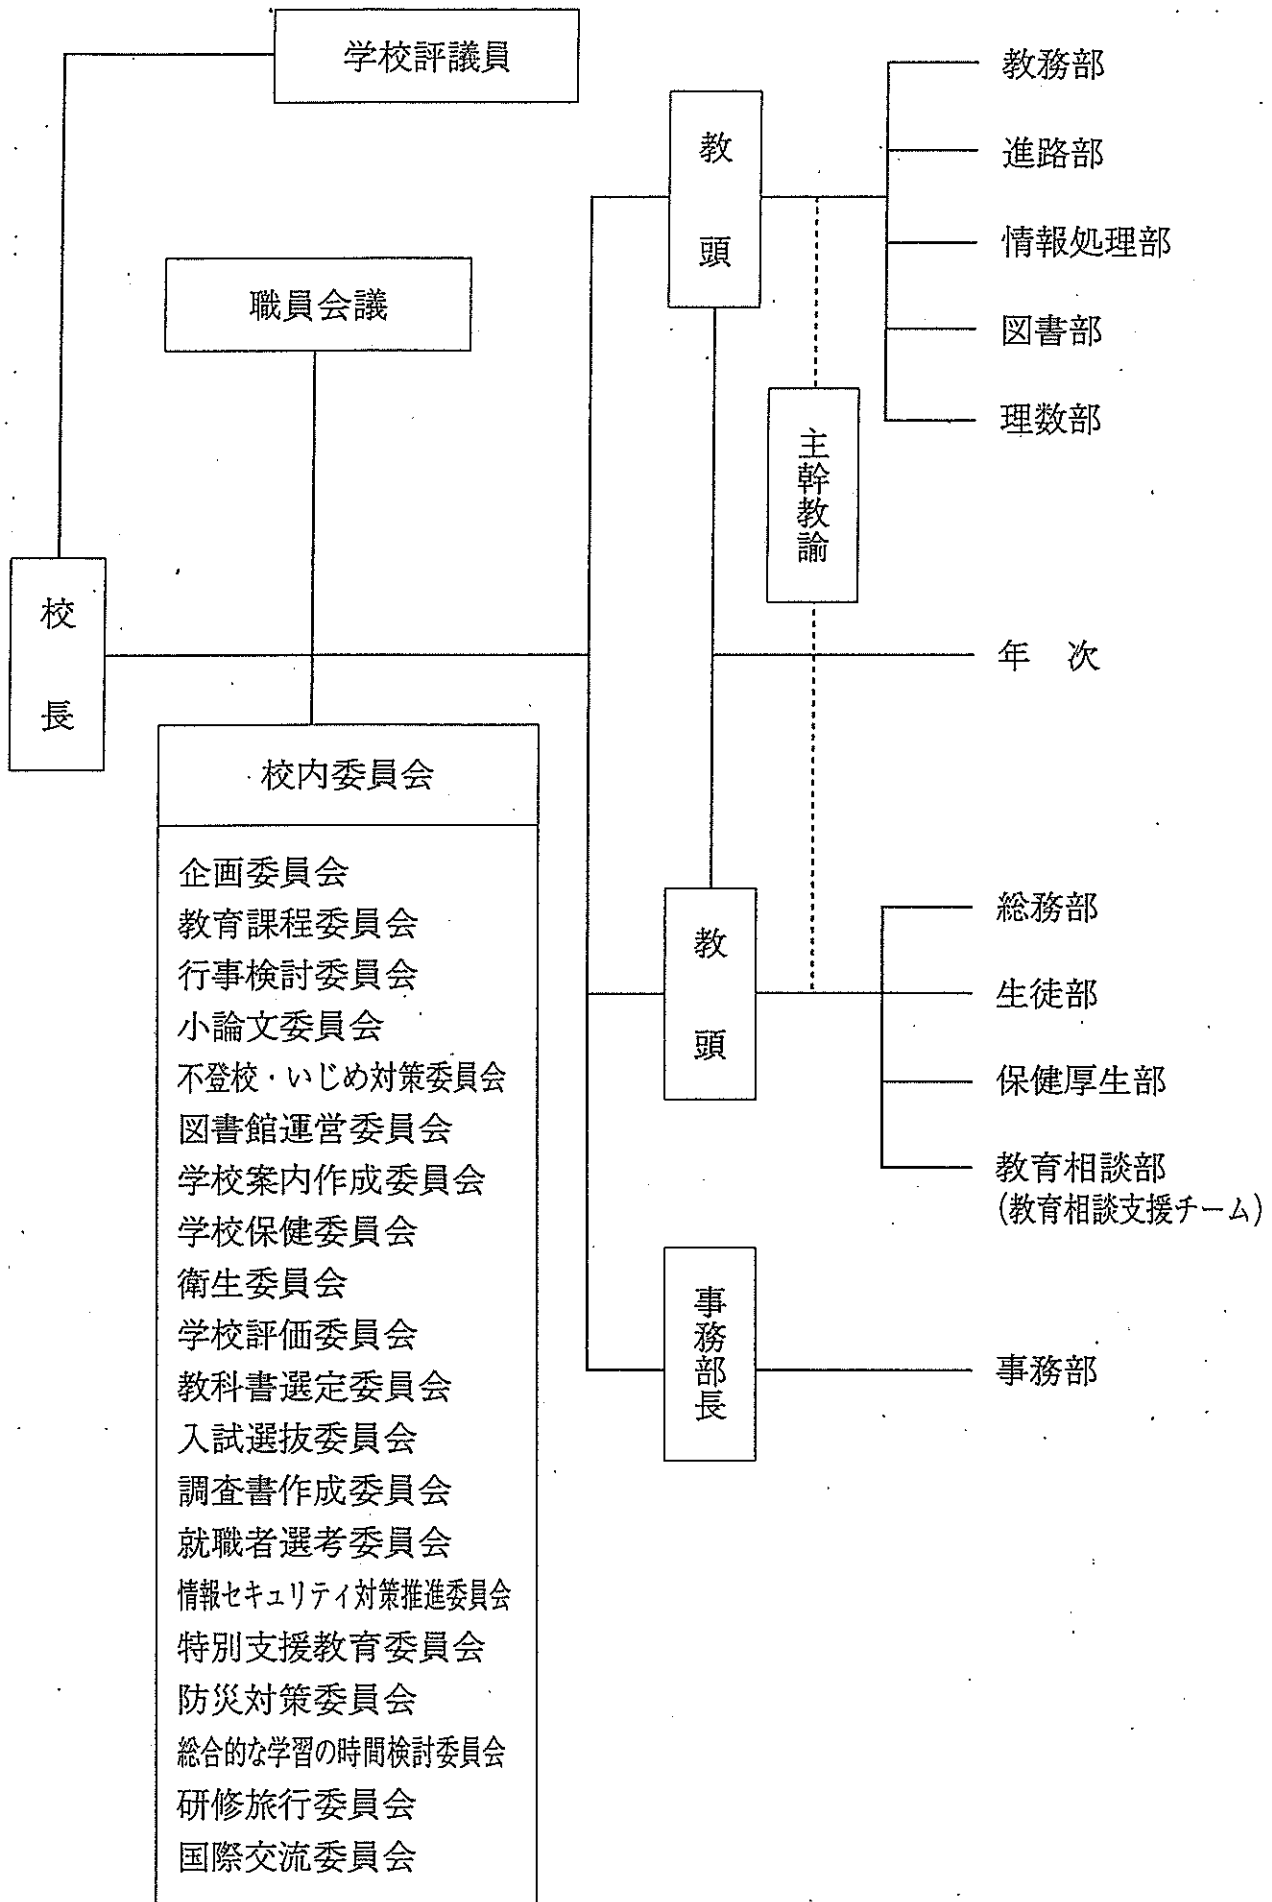 学校評議員
職員会議
校長
校内委員会
企画委員会
教育課程委員会
行事検討委員会
小論文委員会
不登校・いじめ対策委員会
図書館運営委員会
学校案内作成委員会
学校保健委員会
衛生委員会
学校評価委員会
教科書選定委員会
入試選抜委員会
調査書作成委員会
就職者選考委員会
情報セキュリティ対策推進委員会
特別支援教育委員会
防災対策委員会
総合的な学習の時間検討委員会
研修旅行委員会
国際交流委員会
教頭
主幹教諭
教務部
進路部
情報処理部
図書部
理数部
年 次
教頭
総務部
生徒部
保健厚生部
教育相談部
(教育相談支援チーム)
事務部長
事務部